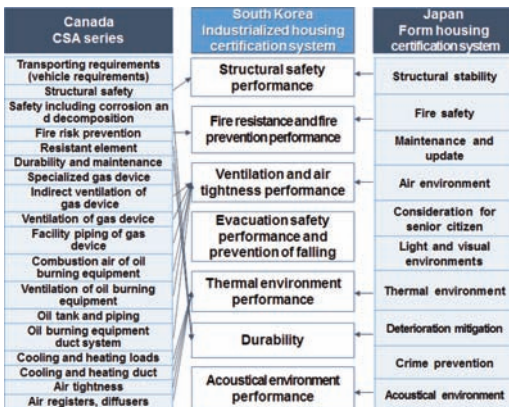 Canada
CSA series
Transporting requirements
(vehicle requirements)
Structural safety
Safety including corrosion an
d decomposition
Fire risk prevention
Resistant element
Durability and maintenance
Specialized gas device
Indirect ventilation of
gas device
Ventilation of gas device
Facility piping of gas
device
Combustion air of oil
burning equipment
Ventilation of oil burning
equipment
Oil tank and piping
Oil burning equipment
duct system
Cooling and heating loads
Cooling and heating duct
Air tightness
Air registers, diffusers
South Korea
Industrialized housing
certification system
Structural safety
performance
Fire resistance and fire
prevention performance
Ventilation and air
tightness performance
Evacuation safety
performance and
prevention of falling
Thermal environment
performance
Durability
Acoustical environment
performance
Japan
Form housing
certification system
Structural stability
Fire safety
Maintenance and
update
Air environment
Consideration for
senior citizen
Light and visual
environments
Thermal environment
Deterioration mitigation
Crime prevention
Acoustical environment